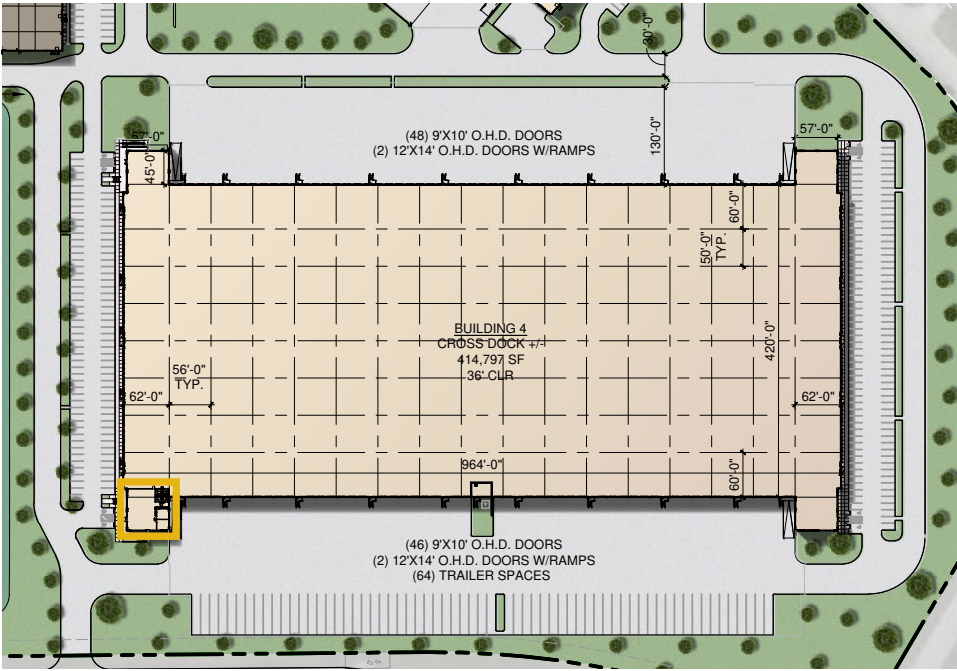 30'-0"
(48) 9'X10' O.H.D. DOORS
(2) 12'X14' O.H.D. DOORS W/RAMPS
130'-0"
57'-0"
57'-0"
45'-0"
60'-0"
50'-0"
TYP.
BUILDING 4
CROSS DOCK +/-
414,797 SF
36' CLR
420'-0"
56'-0"
TYP.
62'-0"
62'-0"
964'-0"
60'-0"
(46) 9'X10' O.H.D. DOORS
(2) 12'X14' O.H.D. DOORS W/RAMPS
(64) TRAILER SPACES